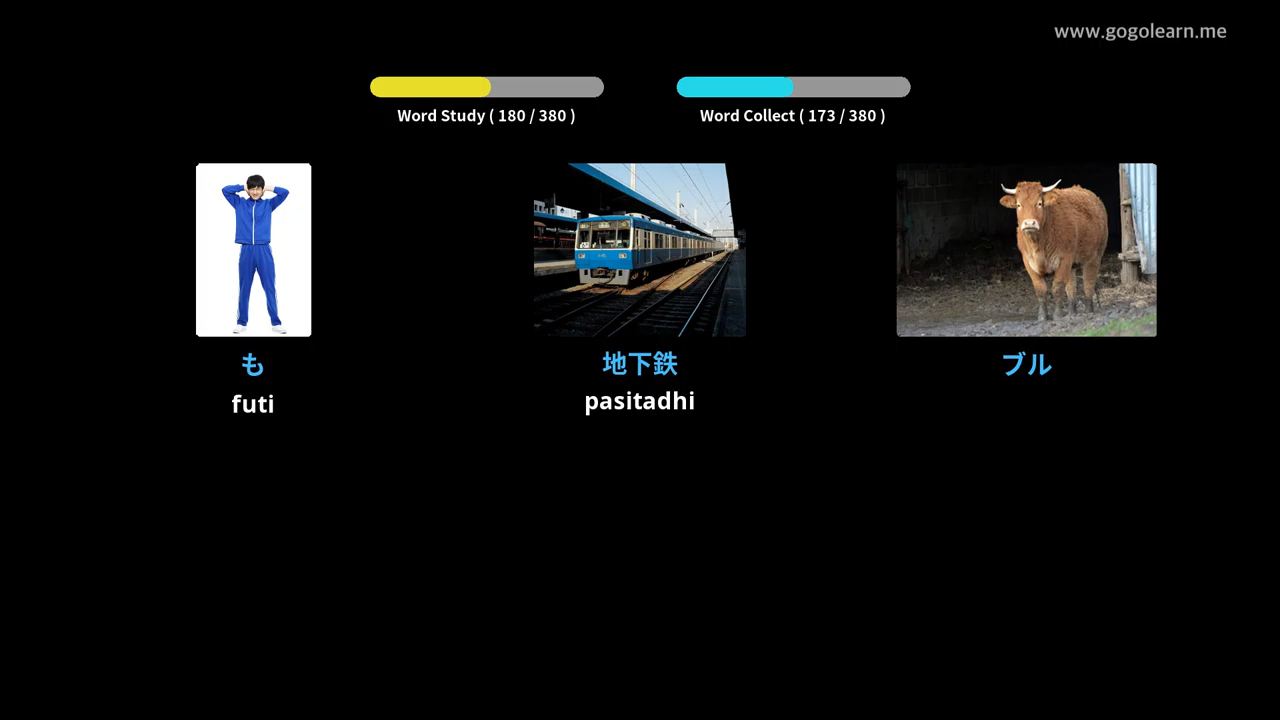 www.gogolearn.me
Word Study ( 180 / 380 )
Word Collect ( 173 / 380 )
も
futi
地下鉄
pasitadhi
ブル